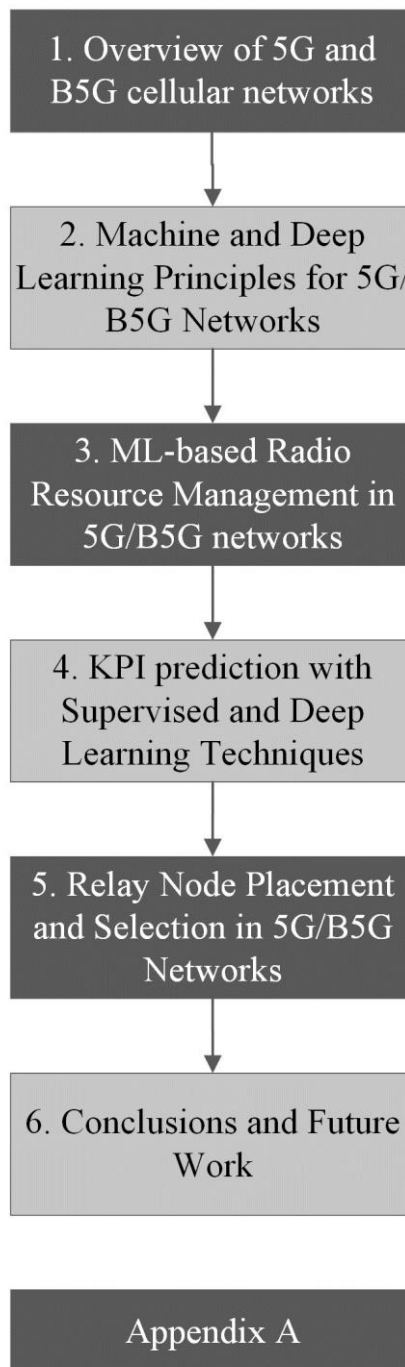 1. Overview of 5G and
B5G cellular networks
2. Machine and Deep
Learning Principles for 5G/
B5G Networks
3. ML-based Radio
Resource Management in
5G/B5G networks
4. KPI prediction with
Supervised and Deep
Learning Techniques
5. Relay Node Placement
and Selection in 5G/B5G
Networks
6. Conclusions and Future
Work
Appendix A